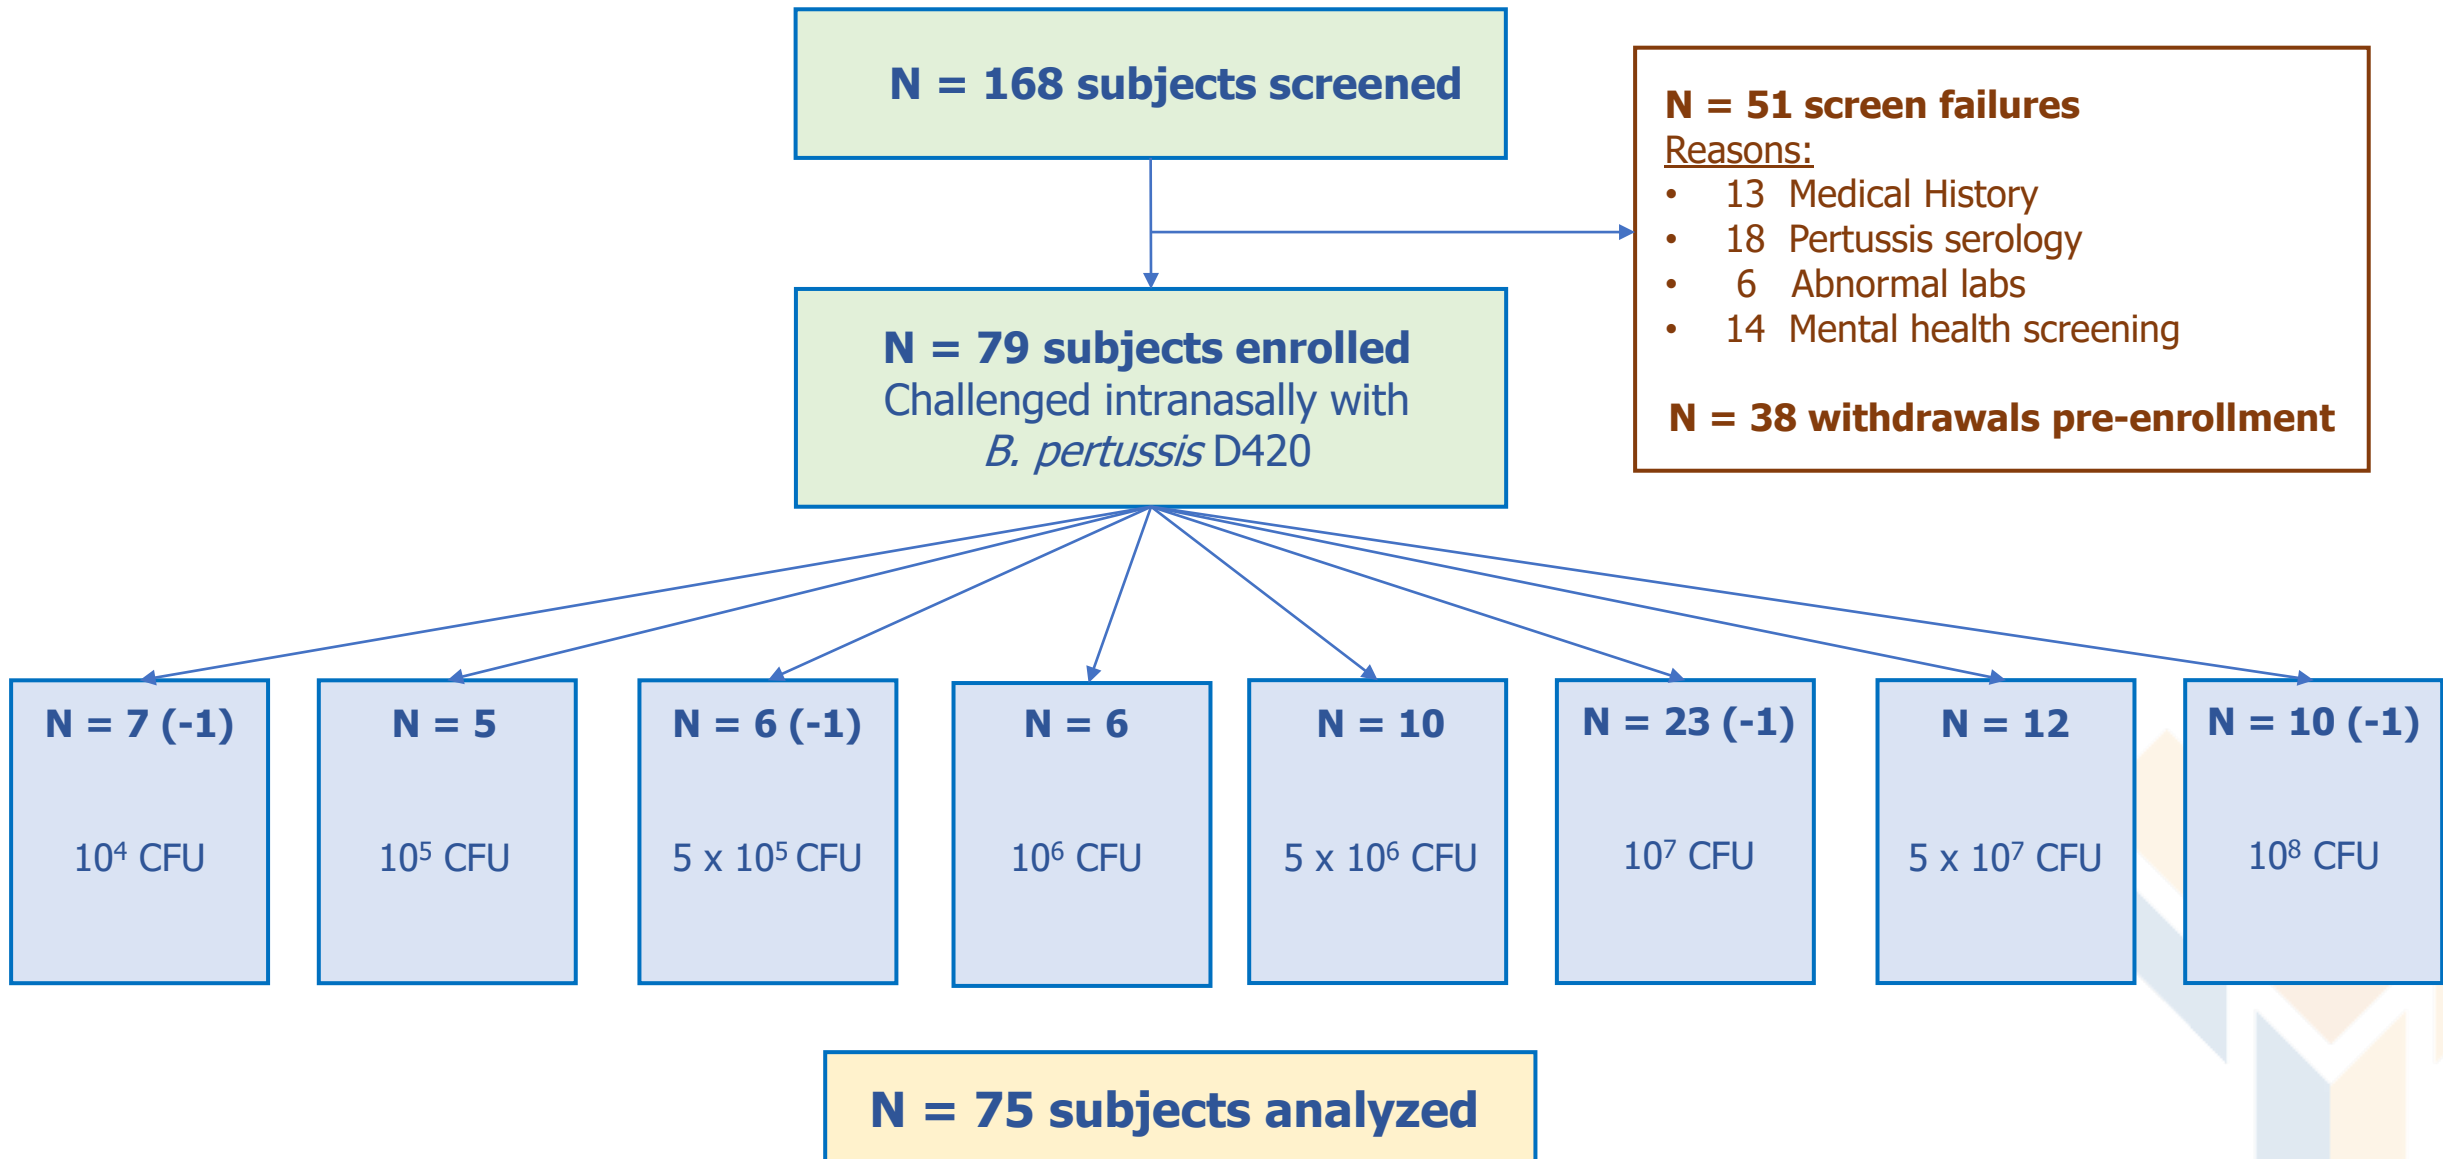 N = 168 subjects screened
N = 51 screen failures
Reasons:
• 13 Medical History
• 18 Pertussis serology
• 6 Abnormal labs
• 14 Mental health screening
N = 38 withdrawals pre-enrollment
N = 79 subjects enrolled
Challenged intranasally with
B. pertussis D420
N = 7 (-1)
10⁴ CFU
N = 5
10⁵ CFU
N = 6 (-1)
5 x 10⁵ CFU
N = 6
10⁶ CFU
N = 10
5 x 10⁶ CFU
N = 23 (-1)
10⁷ CFU
N = 12
5 x 10⁷ CFU
N = 10 (-1)
10⁸ CFU
N = 75 subjects analyzed